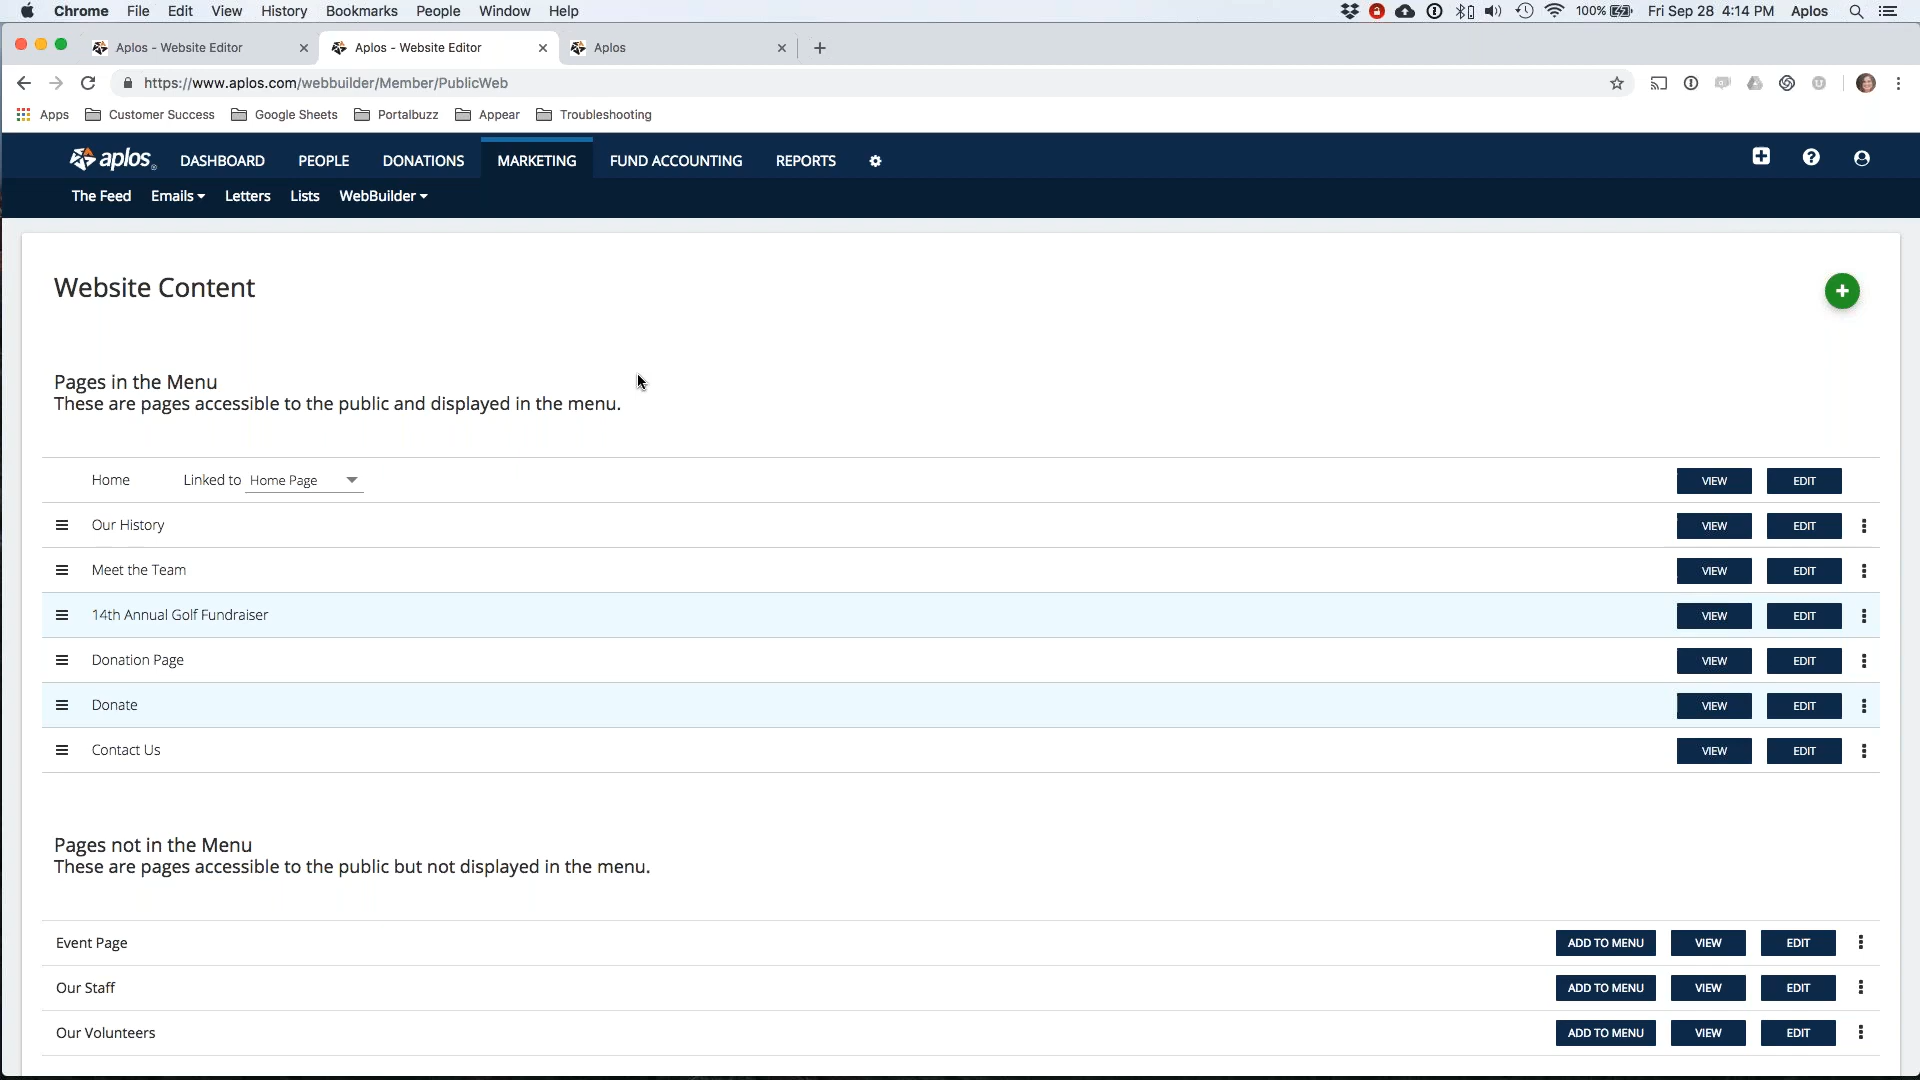 Chrome File Edit View History Bookmarks People Window Help 100% Fri Sep 28 4:14 PM Aplos
Aplos - Website Editor Aplos - Website Editor Aplos
https://www.aplos.com/webbuilder/Member/PublicWeb
Apps Customer Success Google Sheets Portalbuzz Appear Troubleshooting
aplos DASHBOARD PEOPLE DONATIONS MARKETING FUND ACCOUNTING REPORTS
The Feed Emails Letters Lists WebBuilder
Website Content
Pages in the Menu
These are pages accessible to the public and displayed in the menu.
Home Linked to Home Page VIEW EDIT
Our History VIEW EDIT
Meet the Team VIEW EDIT
14th Annual Golf Fundraiser VIEW EDIT
Donation Page VIEW EDIT
Donate VIEW EDIT
Contact Us VIEW EDIT
Pages not in the Menu
These are pages accessible to the public but not displayed in the menu.
Event Page ADD TO MENU VIEW EDIT
Our Staff ADD TO MENU VIEW EDIT
Our Volunteers ADD TO MENU VIEW EDIT